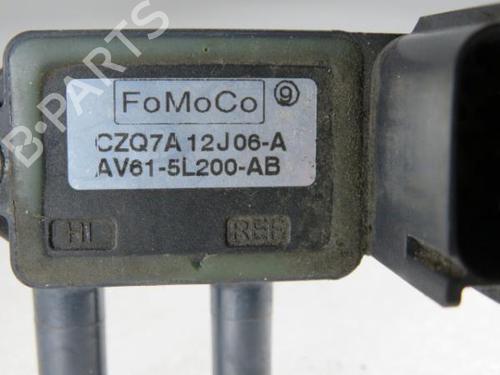 FoMoCo 9
CZQ7A12J06-A
AV61-5L200-AB
HI REF
B-PARTS